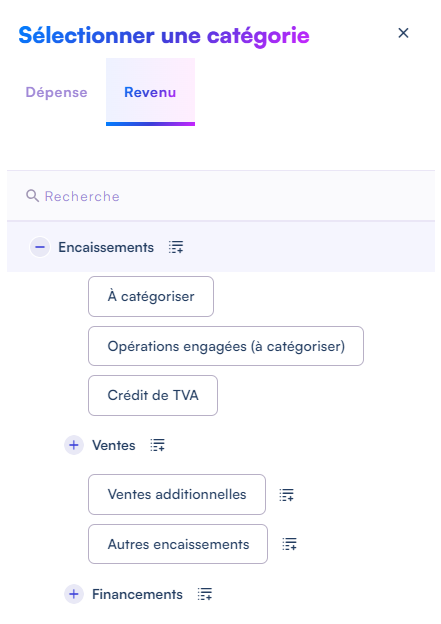 Sélectionner une catégorie
Dépense
Revenu
Recherche
Encaissements
À catégoriser
Opérations engagées (à catégoriser)
Crédit de TVA
Ventes
Ventes additionnelles
Autres encaissements
Financements